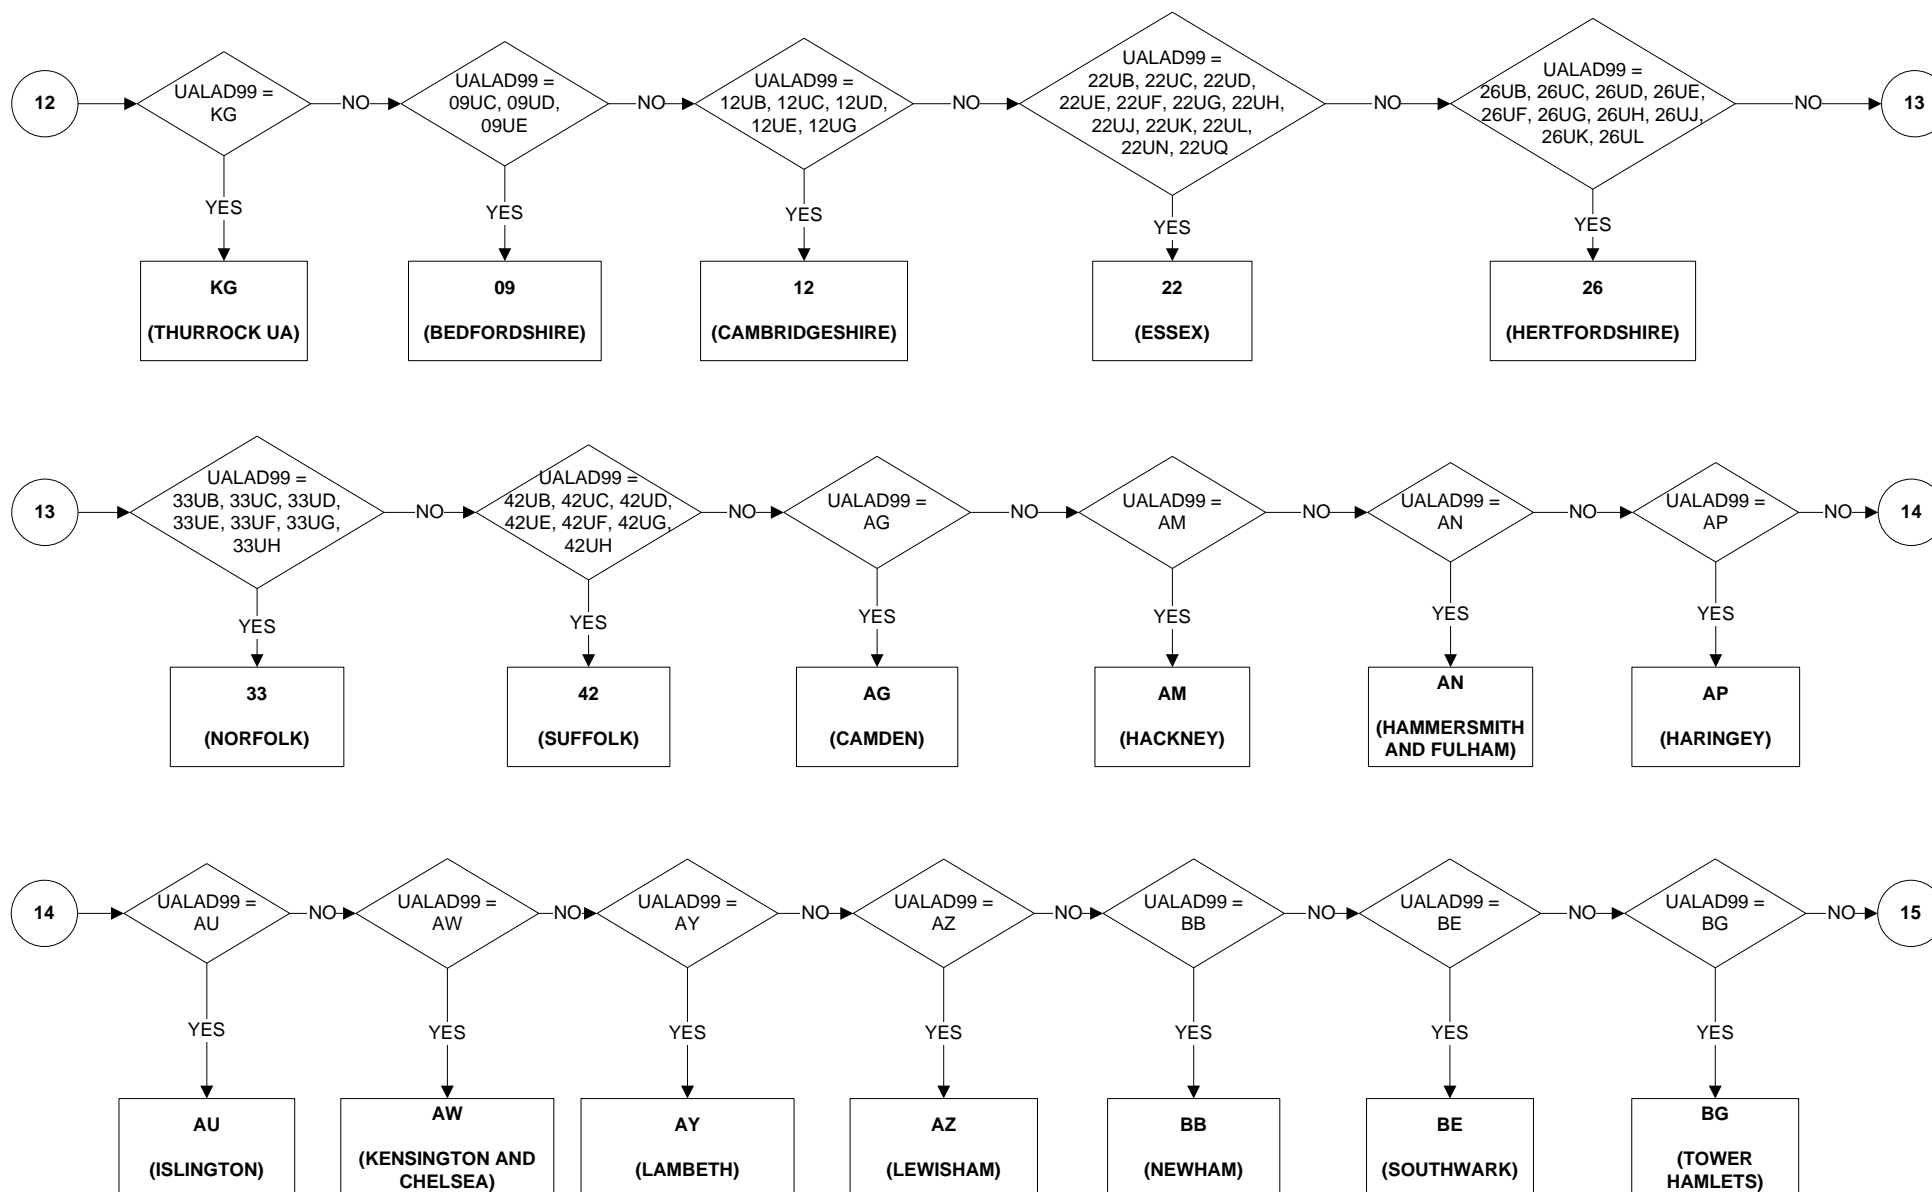 12
UALAD99 =
KG
NO
UALAD99 =
09UC, 09UD,
09UE
NO
UALAD99 =
12UB, 12UC, 12UD,
12UE, 12UG
NO
UALAD99 =
22UB, 22UC, 22UD,
22UE, 22UF, 22UG, 22UH,
22UJ, 22UK, 22UL,
22UN, 22UQ
NO
UALAD99 =
26UB, 26UC, 26UD, 26UE,
26UF, 26UG, 26UH, 26UJ,
26UK, 26UL
NO
13
YES
YES
YES
YES
YES
KG
(THURROCK UA)
09
(BEDFORDSHIRE)
12
(CAMBRIDGESHIRE)
22
(ESSEX)
26
(HERTFORDSHIRE)
13
UALAD99 =
33UB, 33UC, 33UD,
33UE, 33UF, 33UG,
33UH
NO
UALAD99 =
42UB, 42UC, 42UD,
42UE, 42UF, 42UG,
42UH
NO
UALAD99 =
AG
NO
UALAD99 =
AM
NO
UALAD99 =
AN
NO
UALAD99 =
AP
NO
14
YES
YES
YES
YES
YES
YES
33
(NORFOLK)
42
(SUFFOLK)
AG
(CAMDEN)
AM
(HACKNEY)
AN
(HAMMERSMITH
AND FULHAM)
AP
(HARINGEY)
14
UALAD99 =
AU
NO
UALAD99 =
AW
NO
UALAD99 =
AY
NO
UALAD99 =
AZ
NO
UALAD99 =
BB
NO
UALAD99 =
BE
NO
UALAD99 =
BG
NO
15
YES
YES
YES
YES
YES
YES
YES
AU
(ISLINGTON)
AW
(KENSINGTON AND
CHELSEA)
AY
(LAMBETH)
AZ
(LEWISHAM)
BB
(NEWHAM)
BE
(SOUTHWARK)
BG
(TOWER
HAMLETS)